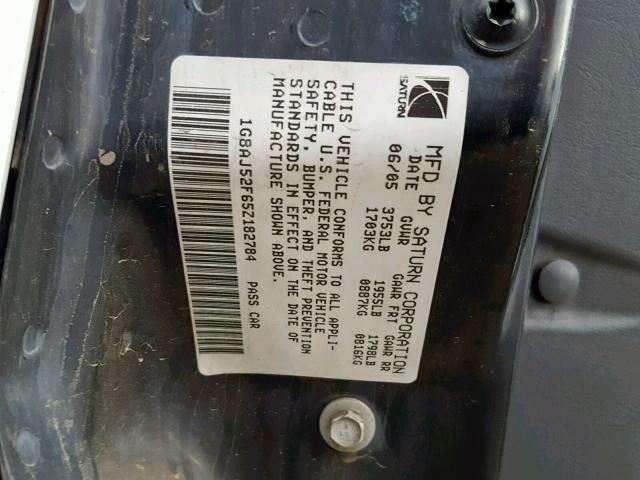 SATURN
MFD BY SATURN CORPORATION
DATE GVWR GAWR FRT GAWR RR
06/05 3753LB 1955LB 1798LB
1703KG 0887KG 0816KG
THIS VEHICLE CONFORMS TO ALL APPLI-
CABLE U.S. FEDERAL MOTOR VEHICLE
SAFETY, BUMPER, AND THEFT PREVENTION
STANDARDS IN EFFECT ON THE DATE OF
MANUFACTURE SHOWN ABOVE.
1G8AJ52F65Z182784 PASS CAR